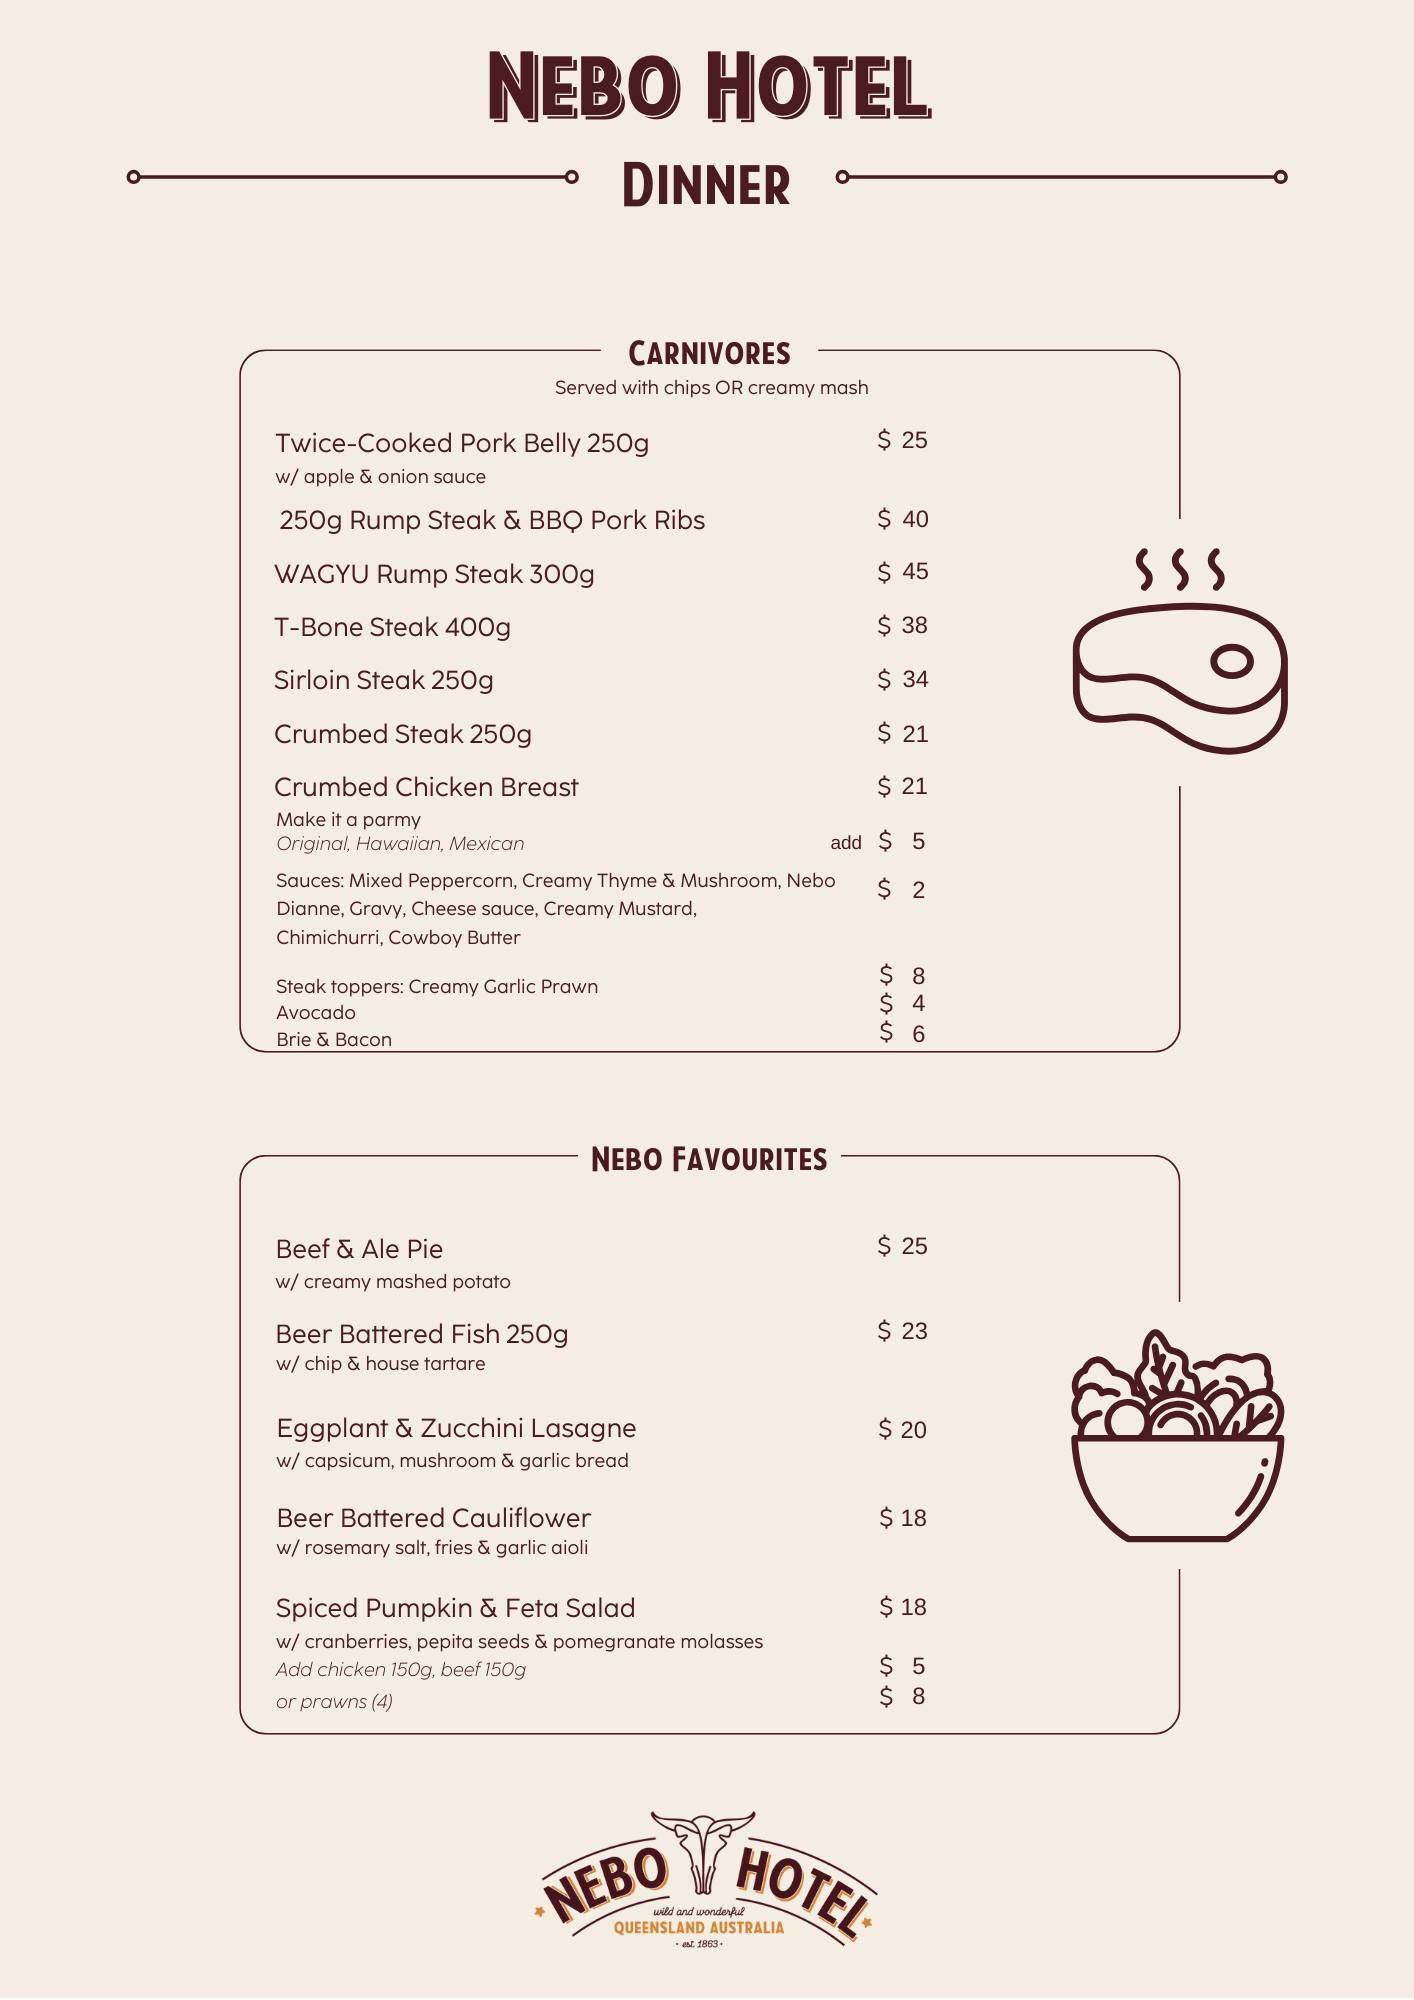 NEBO HOTEL
DINNER
CARNIVORES
Served with chips OR creamy mash
Twice-Cooked Pork Belly 250g $ 25
w/ apple & onion sauce
250g Rump Steak & BBQ Pork Ribs $ 40
WAGYU Rump Steak 300g $ 45
T-Bone Steak 400g $ 38
Sirloin Steak 250g $ 34
Crumbed Steak 250g $ 21
Crumbed Chicken Breast $ 21
Make it a parmy
Original, Hawaiian, Mexican add $ 5
Sauces: Mixed Peppercorn, Creamy Thyme & Mushroom, Nebo $ 2
Dianne, Gravy, Cheese sauce, Creamy Mustard,
Chimichurri, Cowboy Butter
Steak toppers: Creamy Garlic Prawn $ 8
Avocado $ 4
Brie & Bacon $ 6
NEBO FAVOURITES
Beef & Ale Pie $ 25
w/ creamy mashed potato
Beer Battered Fish 250g $ 23
w/ chip & house tartare
Eggplant & Zucchini Lasagne $ 20
w/ capsicum, mushroom & garlic bread
Beer Battered Cauliflower $ 18
w/ rosemary salt, fries & garlic aioli
Spiced Pumpkin & Feta Salad $ 18
w/ cranberries, pepita seeds & pomegranate molasses
Add chicken 150g, beef 150g $ 5
or prawns (4) $ 8
NEBO HOTEL
wild and wonderful
QUEENSLAND AUSTRALIA
• est. 1863 •